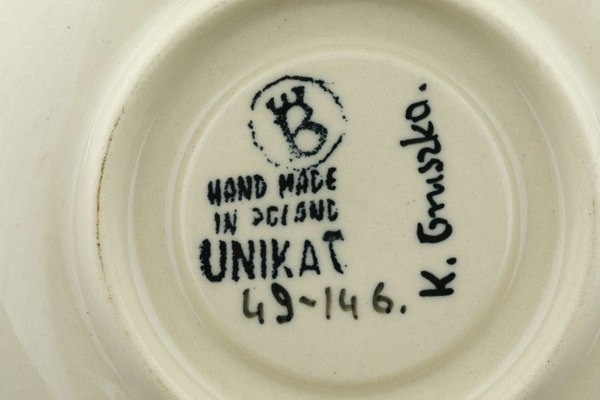 B
HAND MADE
IN POLAND
UNIKAT
49-146.
K. Gruszka.